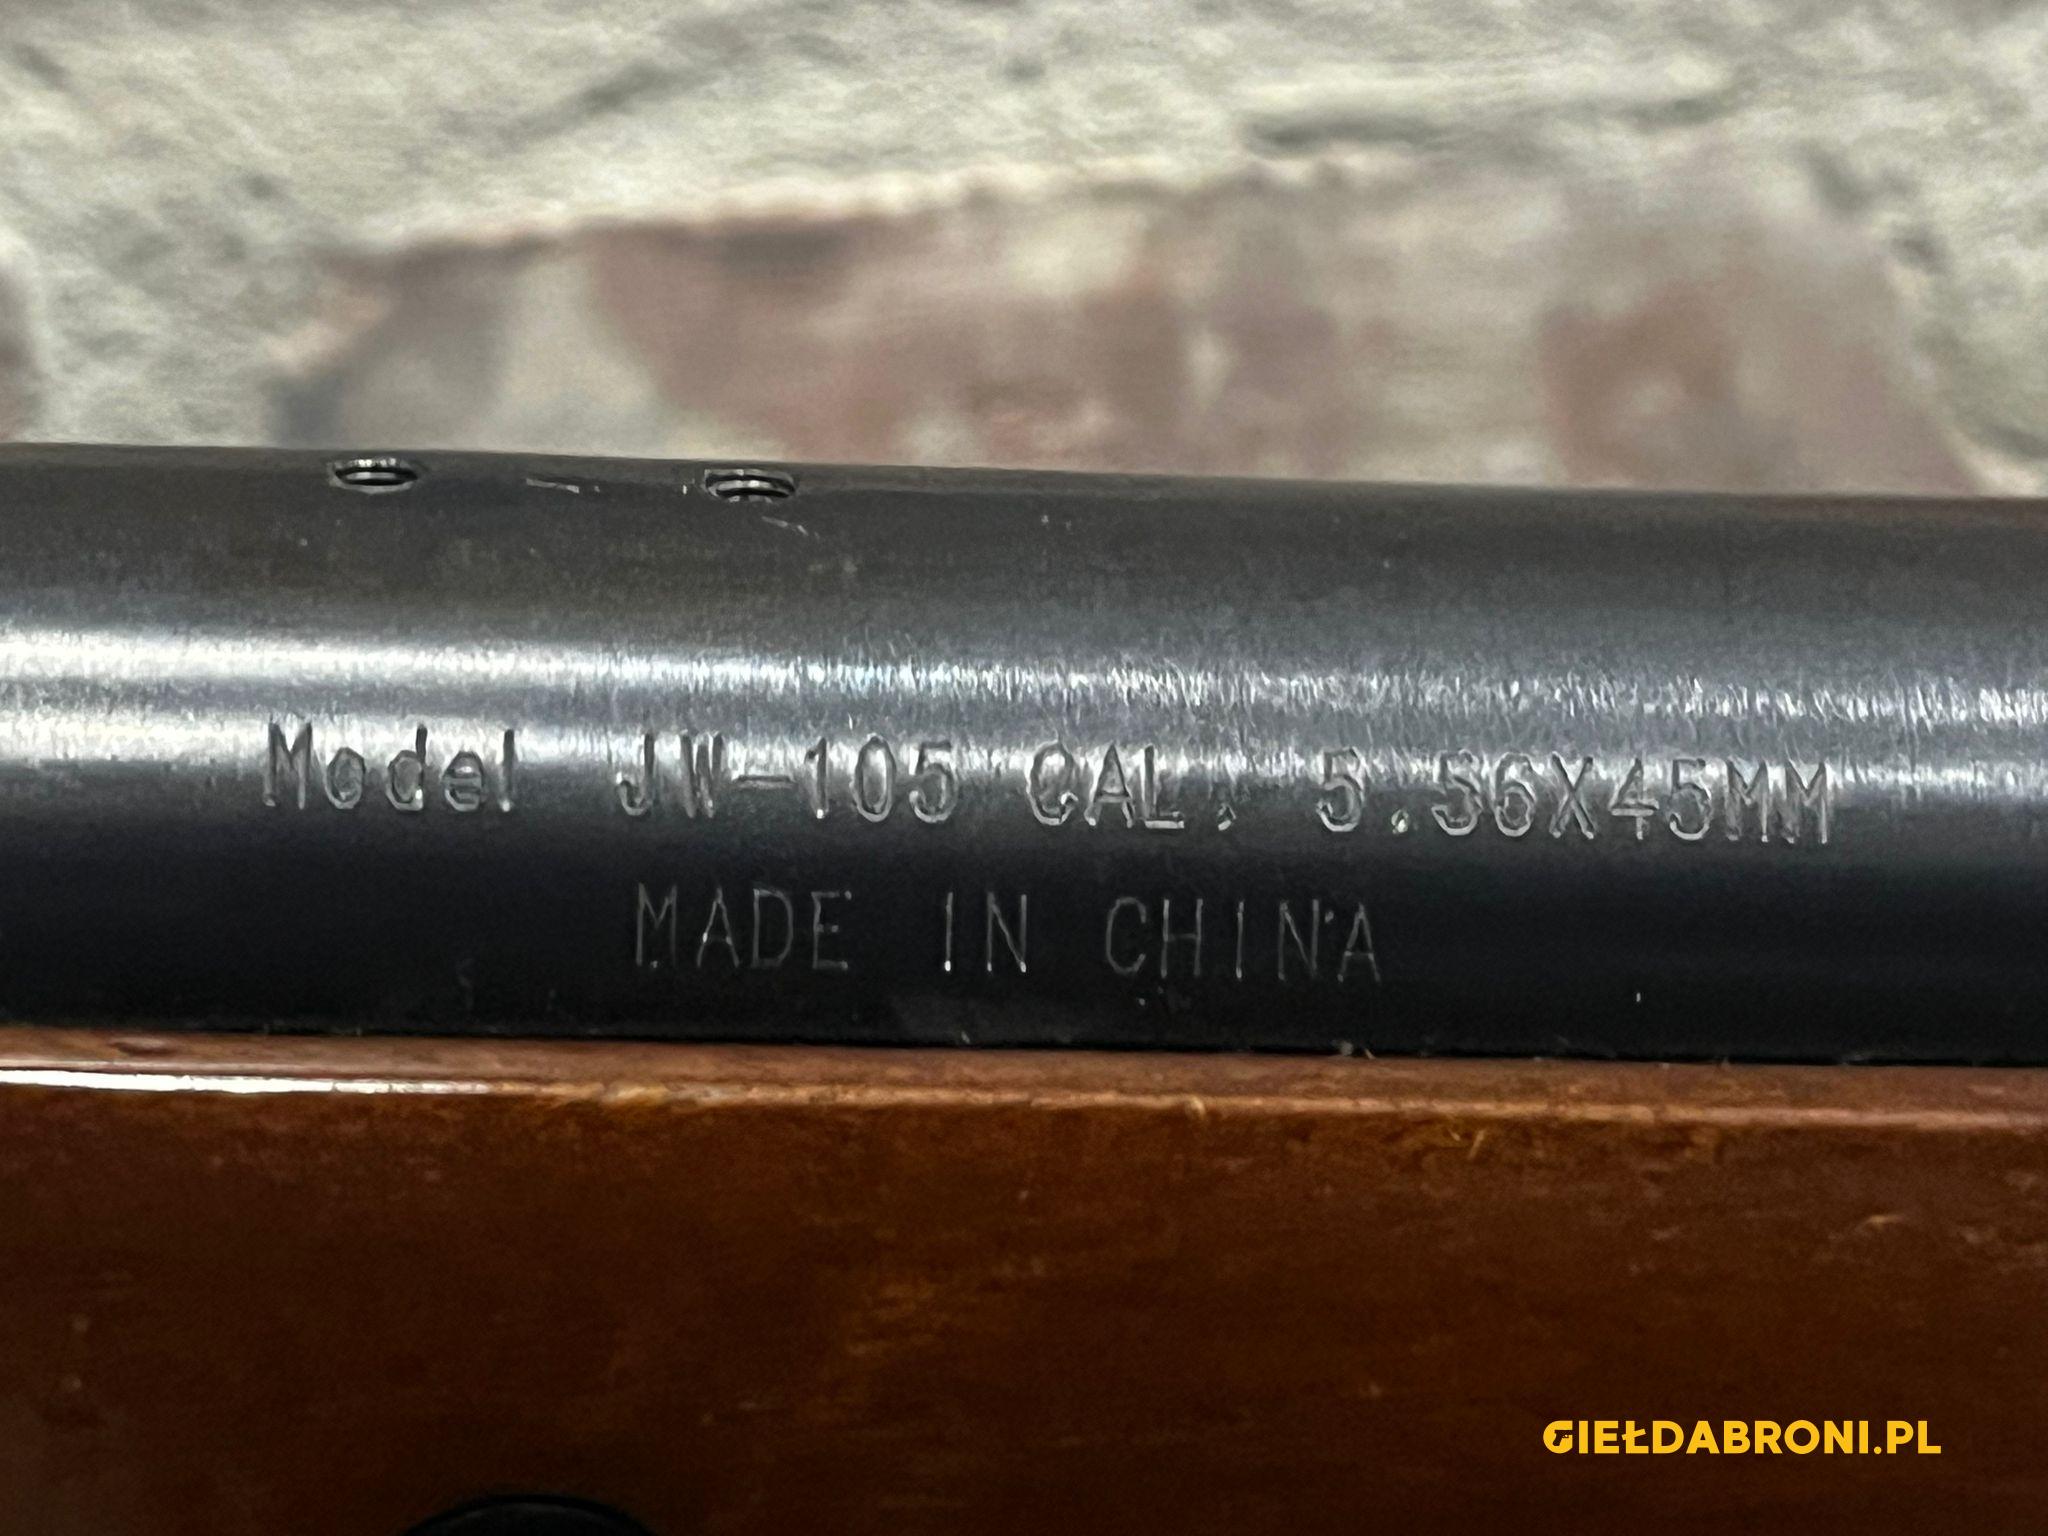 Model JW-105 CAL. 5.56X45MM
MADE IN CHINA
GIEŁDABRONI.PL